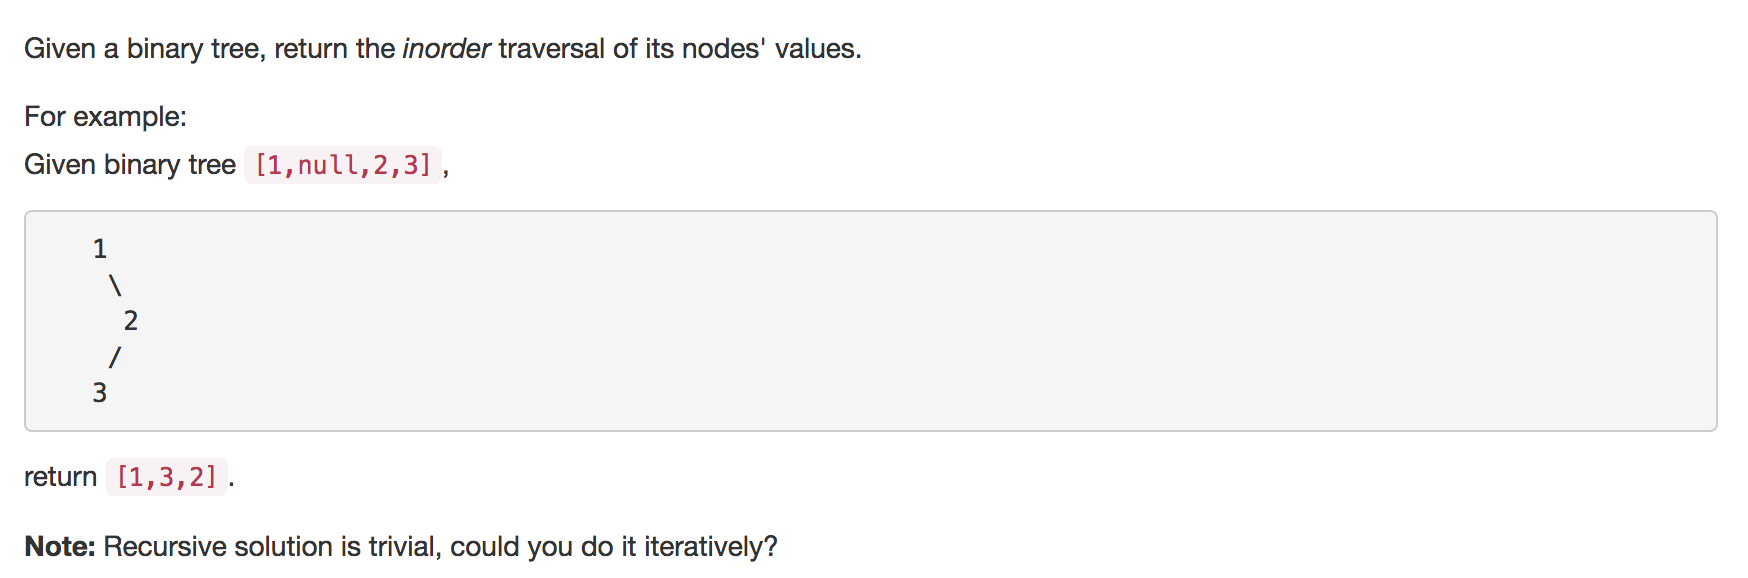 Given a binary tree, return the inorder traversal of its nodes' values.
For example:
Given binary tree [1,null,2,3],
1
\
2
/
3
return [1,3,2].
Note: Recursive solution is trivial, could you do it iteratively?